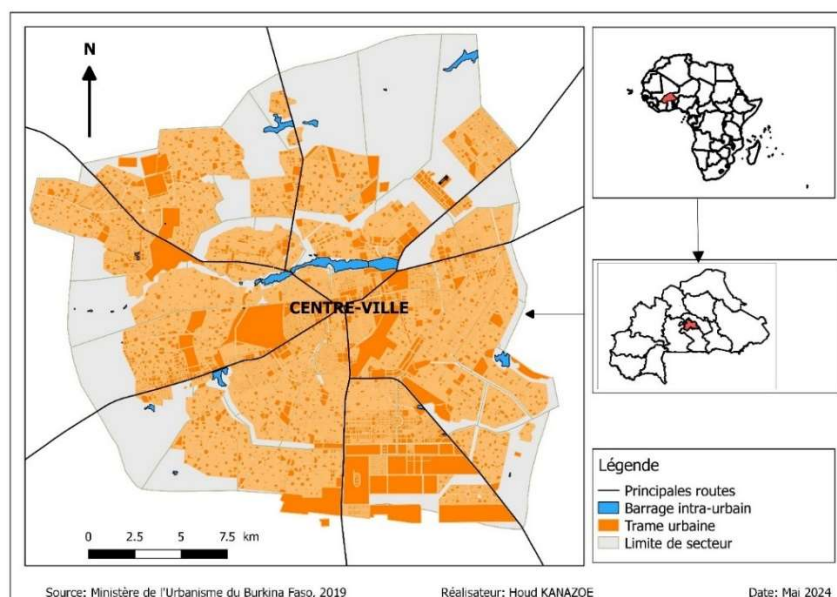 N
CENTRE-VILLE
0 2.5 5 7.5 km
Légende
Principales routes
Barrage intra-urbain
Trame urbaine
Limite de secteur
Source: Ministère de l'Urbanisme du Burkina Faso, 2019 Réalisateur: Houd KANAZOE Date: Mai 2024